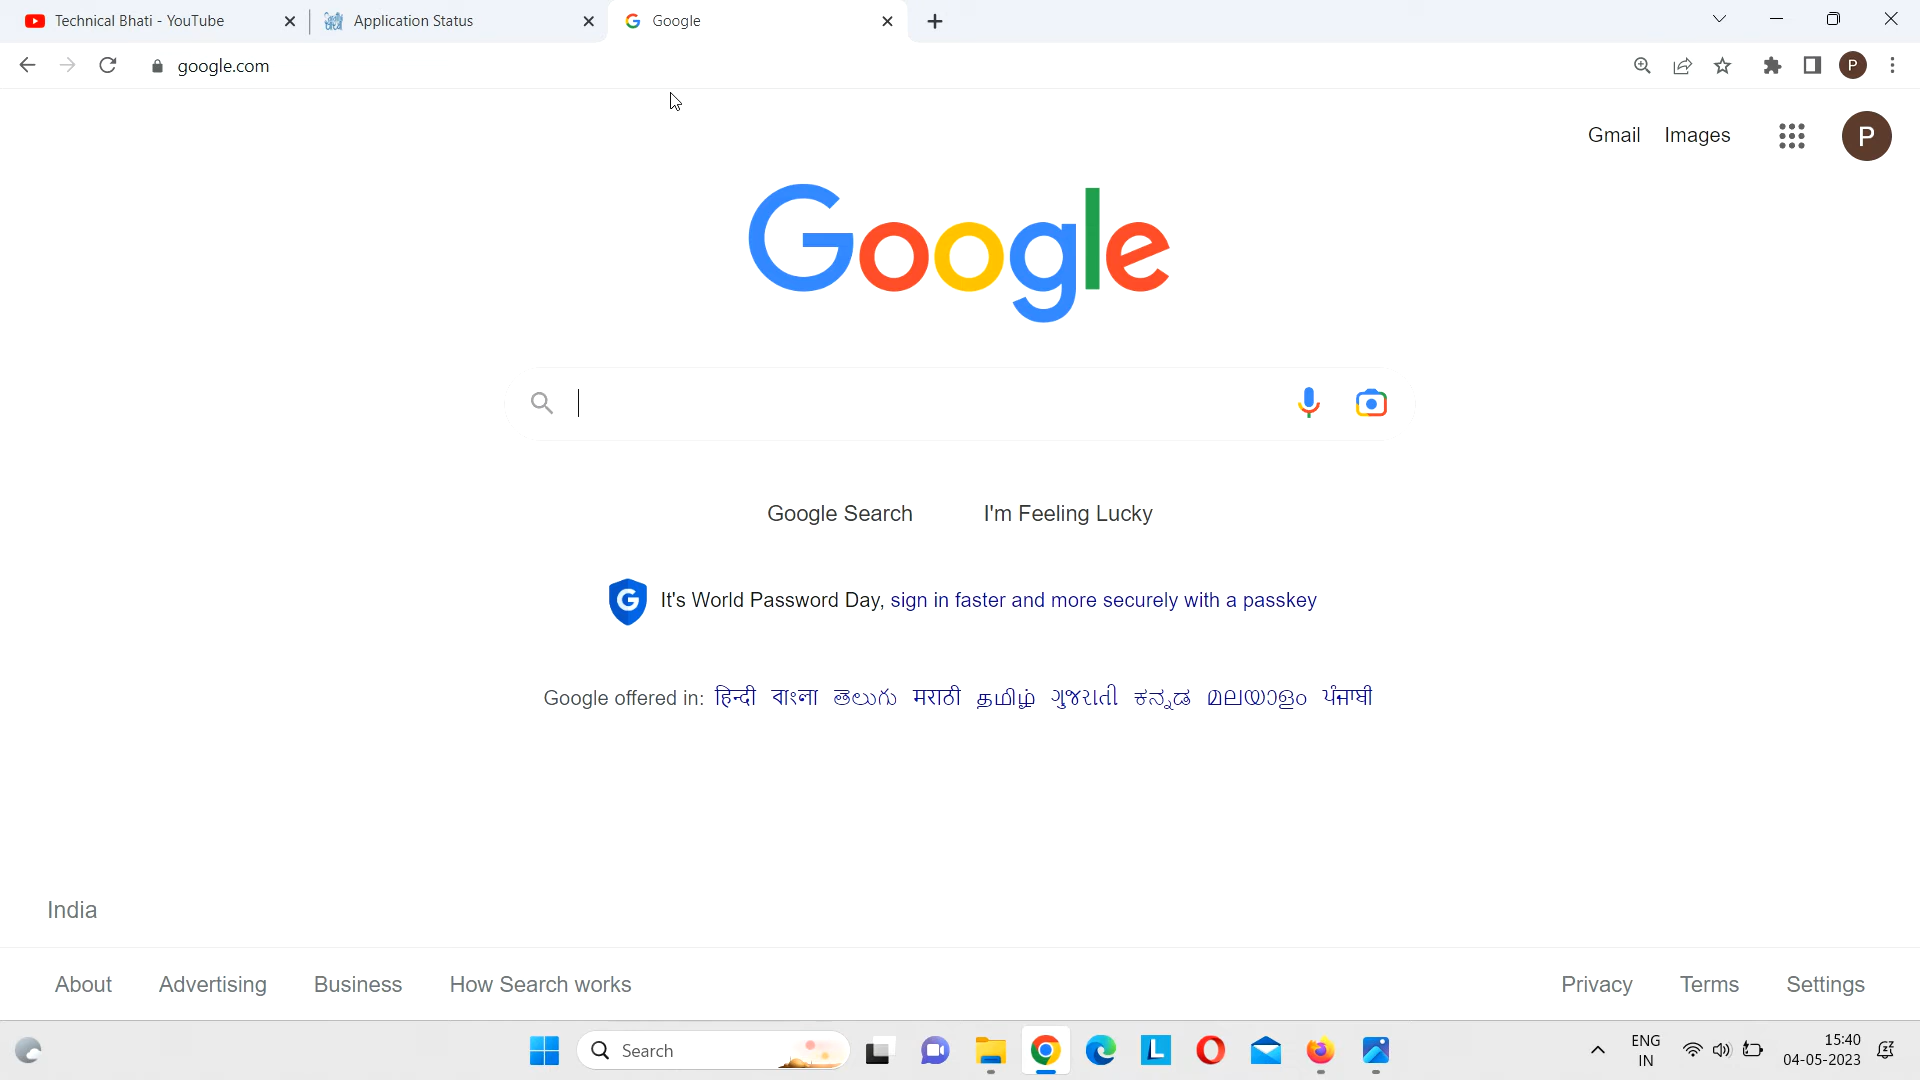 Technical Bhati - YouTube
Application Status
Google
google.com
P
Gmail Images P
Google
Google Search I'm Feeling Lucky
G It's World Password Day, sign in faster and more securely with a passkey
Google offered in: हिन्दी বাংলা తెలుగు मराठी தமிழ் ગુજરાતી ಕನ್ನಡ മലയാളം ਪੰਜਾਬੀ
India
About Advertising Business How Search works Privacy Terms Settings
Search L ENG 15:40
IN 04-05-2023